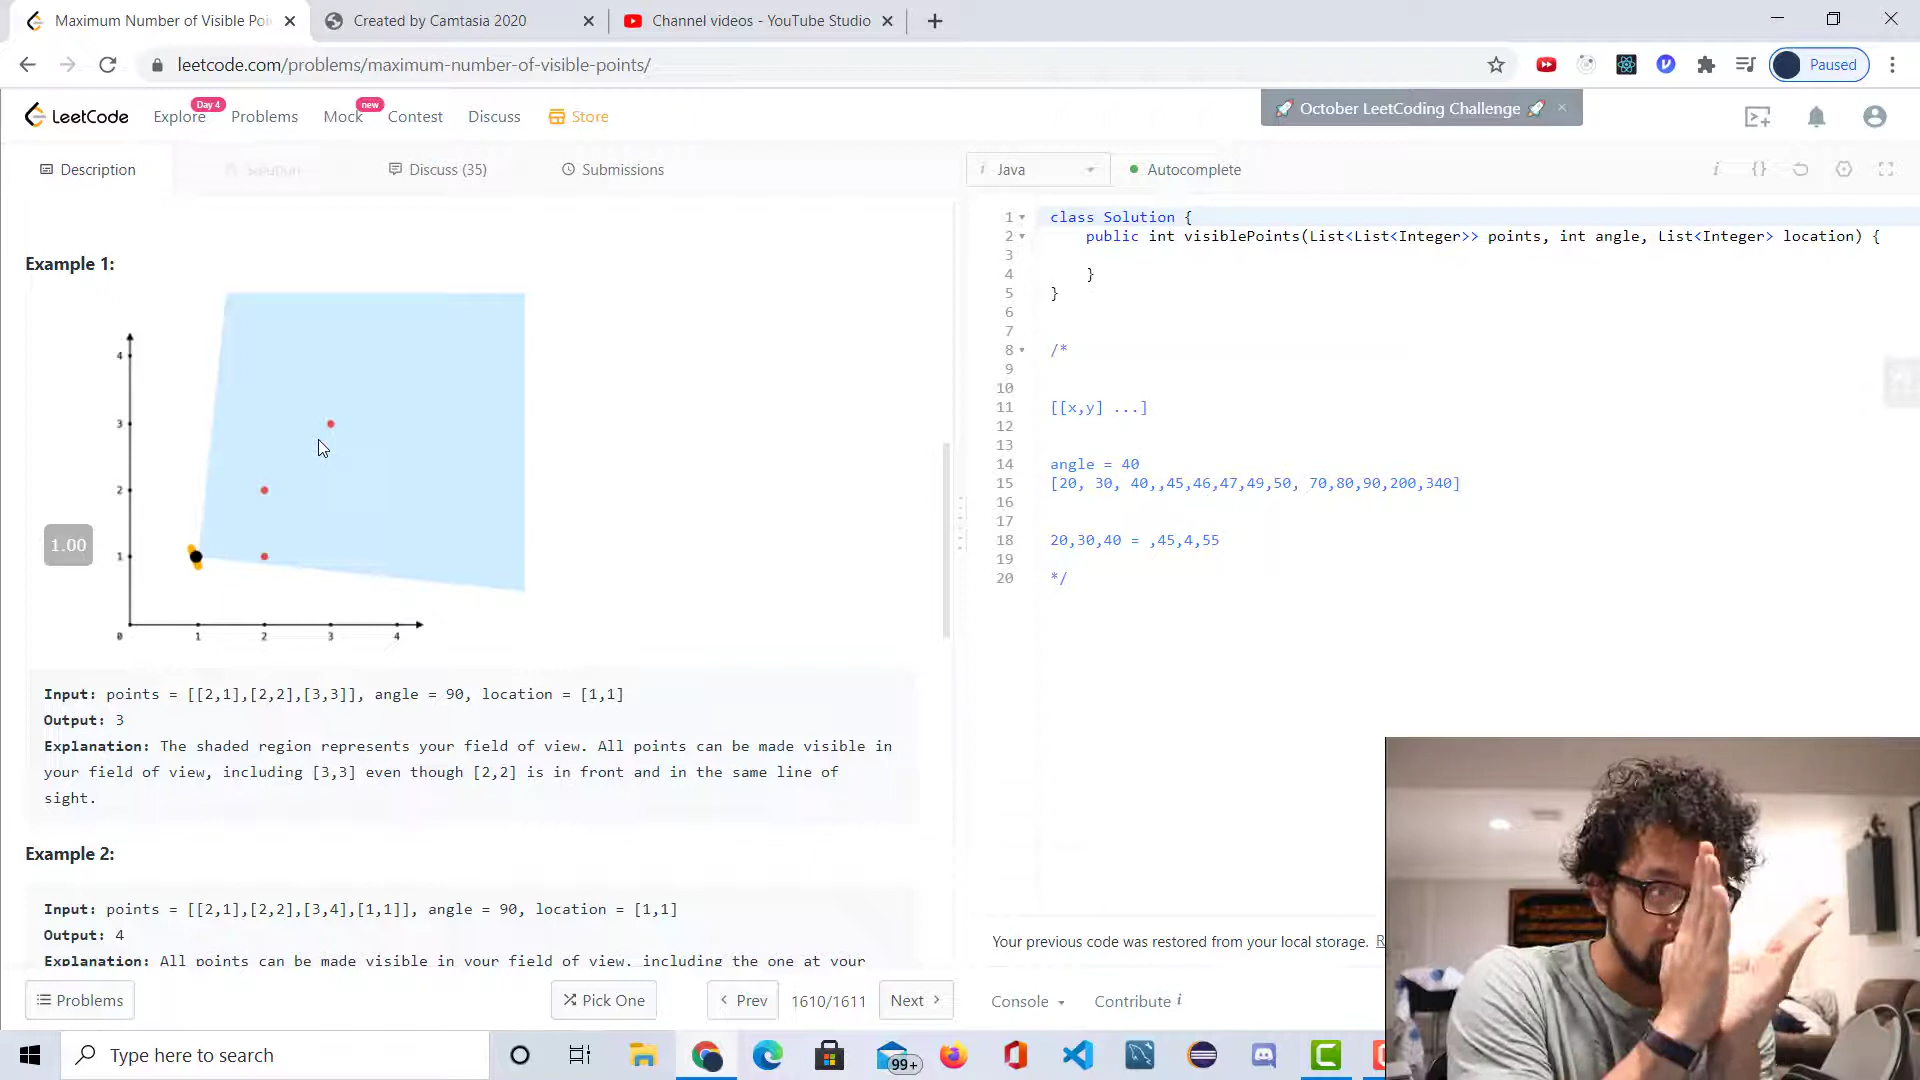 Maximum Number of Visible Poi
Created by Camtasia 2020
Channel videos - YouTube Studio
leetcode.com/problems/maximum-number-of-visible-points/
Paused
LeetCode
Explore
Day 4
Problems
Mock
new
Contest
Discuss
Store
🚀 October LeetCoding Challenge 🚀
Description
Solution
Discuss (35)
Submissions
i Java
Autocomplete
Example 1:
4
3
2
1
0 1 2 3 4
1.00
Input: points = [[2,1],[2,2],[3,3]], angle = 90, location = [1,1]
Output: 3
Explanation: The shaded region represents your field of view. All points can be made visible in
your field of view, including [3,3] even though [2,2] is in front and in the same line of
sight.
Example 2:
Input: points = [[2,1],[2,2],[3,4],[1,1]], angle = 90, location = [1,1]
Output: 4
Explanation: All points can be made visible in your field of view, including the one at your
Problems
Pick One
Prev
1610/1611
Next
1 class Solution {
2 public int visiblePoints(List<List<Integer>> points, int angle, List<Integer> location) {
3
4 }
5 }
6
7
8 /*
9
10
11 [[x,y] ...]
12
13
14 angle = 40
15 [20, 30, 40,,45,46,47,49,50, 70,80,90,200,340]
16
17
18 20,30,40 = ,45,4,55
19
20 */
Your previous code was restored from your local storage. R
Console
Contribute i
Type here to search
99+